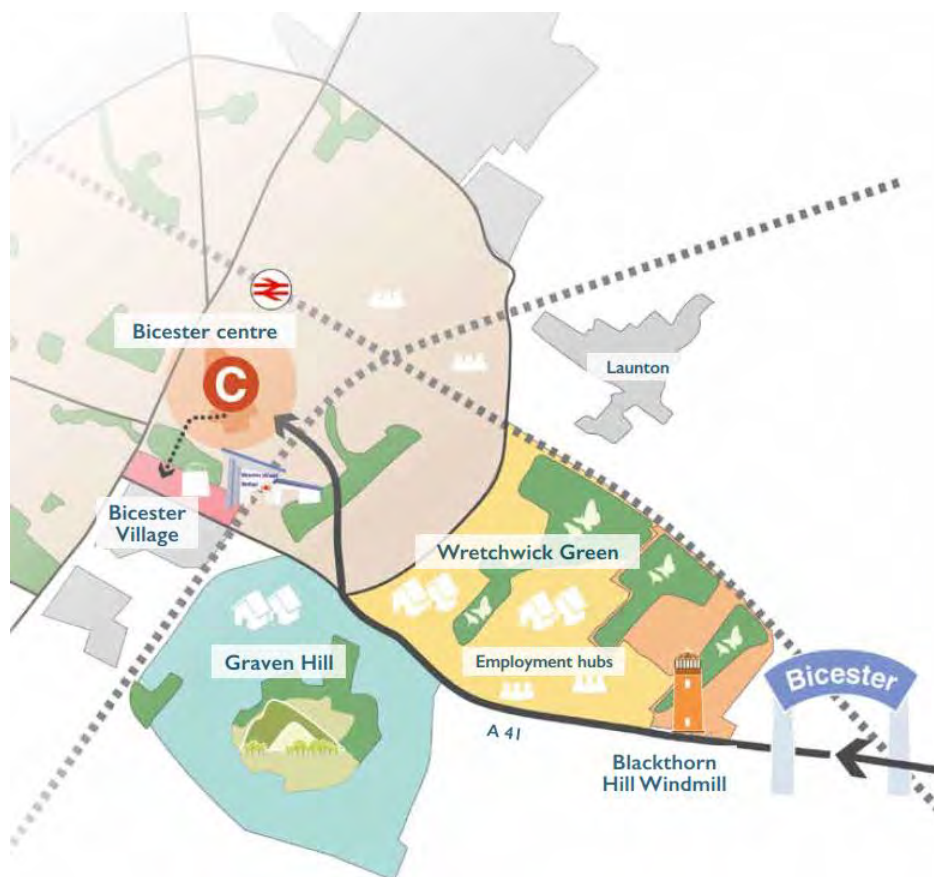 Bicester centre
C
Launton
Bicester
Village
Wretchwick Green
Graven Hill
Employment hubs
Bicester
A 41
Blackthorn
Hill Windmill